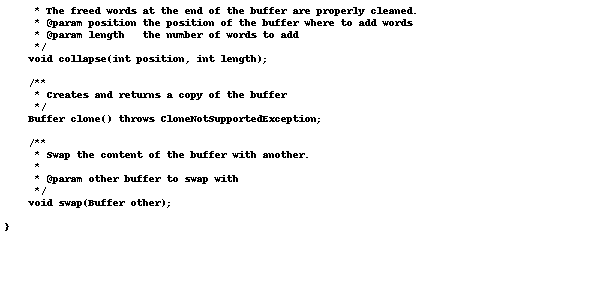 * The freed words at the end of the buffer are properly cleaned.
* @param position the position of the buffer where to add words
* @param length   the number of words to add
*/
void collapse(int position, int length);

/**
* Creates and returns a copy of the buffer
*/
Buffer clone() throws CloneNotSupportedException;

/**
* Swap the content of the buffer with another.
*
* @param other buffer to swap with
*/
void swap(Buffer other);

}